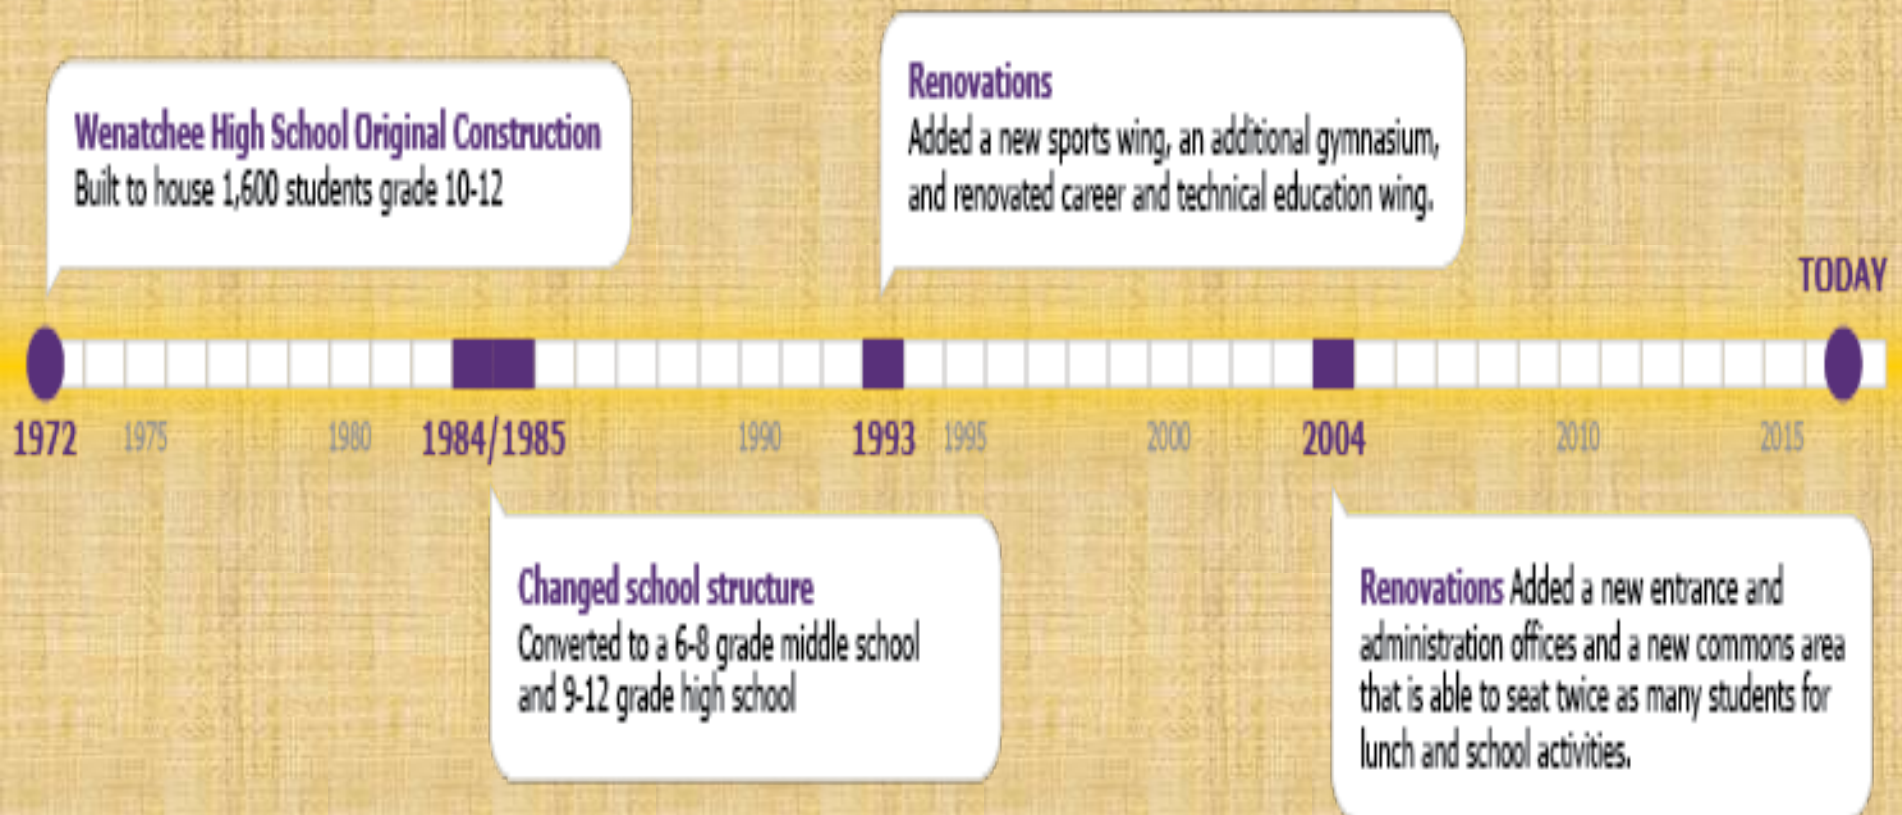 Wenatchee High School Original Construction
Built to house 1,600 students grade 10-12
Renovations
Added a new sports wing, an additional gymnasium,
and renovated career and technical education wing.
TODAY
1972 1975 1980 1984/1985 1990 1993 1995 2000 2004 2010 2015
Changed school structure
Converted to a 6-8 grade middle school
and 9-12 grade high school
Renovations Added a new entrance and
administration offices and a new commons area
that is able to seat twice as many students for
lunch and school activities.